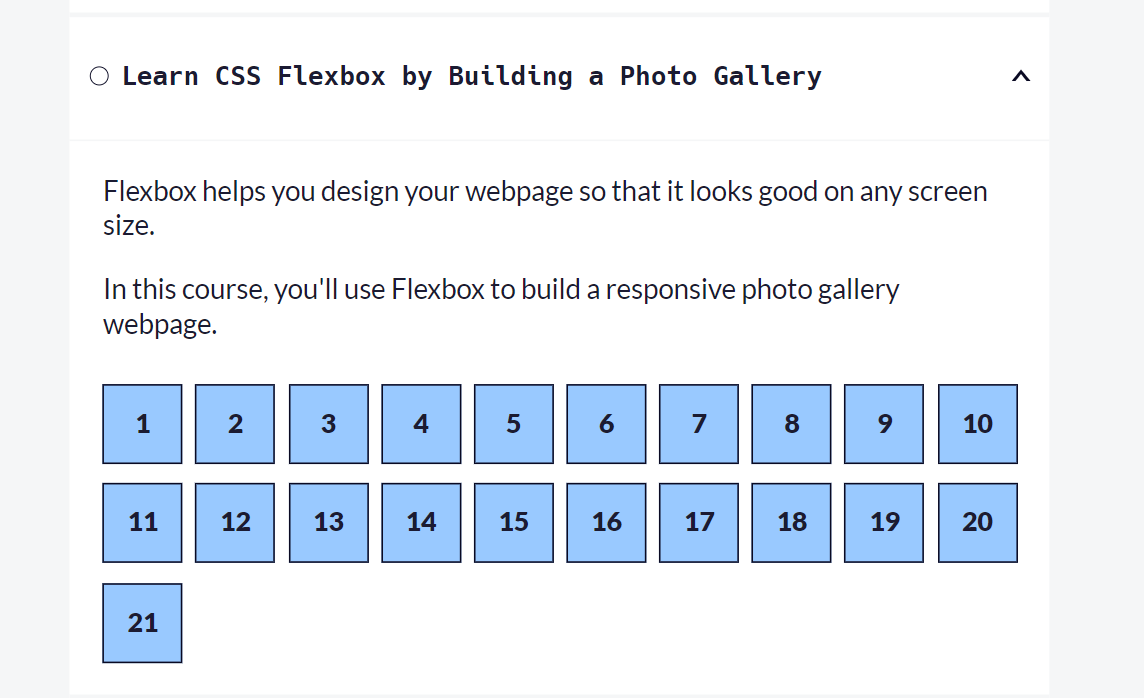 Learn CSS Flexbox by Building a Photo Gallery
Flexbox helps you design your webpage so that it looks good on any screen
size.
In this course, you'll use Flexbox to build a responsive photo gallery
webpage.
1 2 3 4 5 6 7 8 9 10
11 12 13 14 15 16 17 18 19 20
21